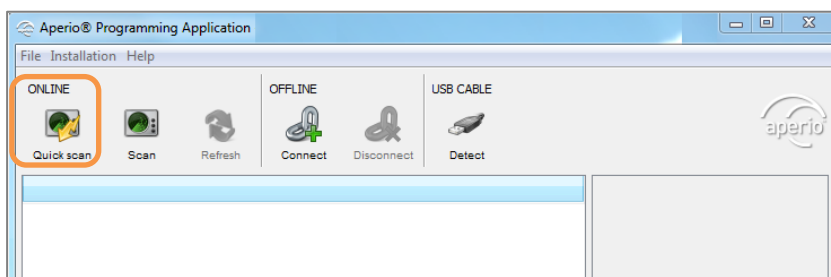 Aperio® Programming Application
File Installation Help
ONLINE OFFLINE USB CABLE
aperio
Quick scan Scan Refresh Connect Disconnect Detect